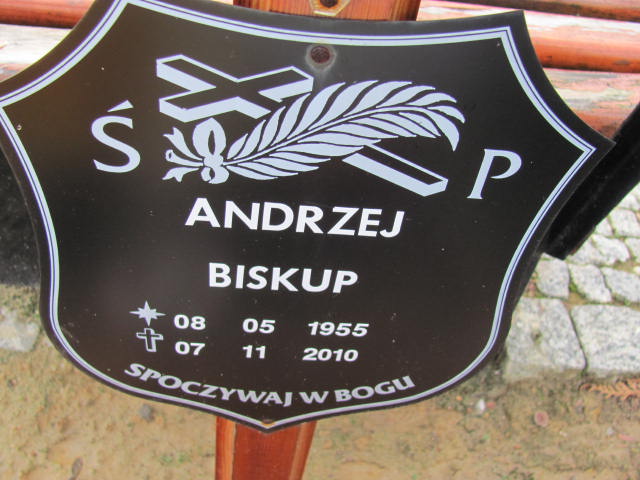 Ś P
ANDRZEJ
BISKUP
08 05 1955
07 11 2010
SPOCZYWAJ W BOGU